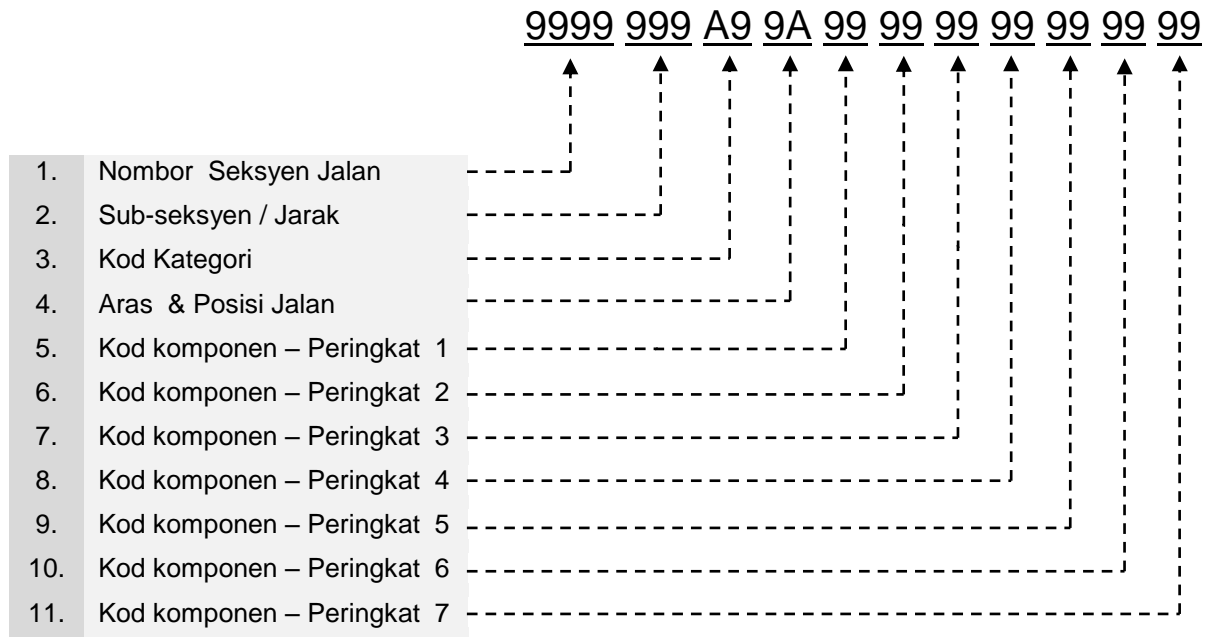 9999 999 A9 9A 99 99 99 99 99 99 99
1. Nombor Seksyen Jalan
2. Sub-seksyen / Jarak
3. Kod Kategori
4. Aras & Posisi Jalan
5. Kod komponen – Peringkat 1
6. Kod komponen – Peringkat 2
7. Kod komponen – Peringkat 3
8. Kod komponen – Peringkat 4
9. Kod komponen – Peringkat 5
10. Kod komponen – Peringkat 6
11. Kod komponen – Peringkat 7